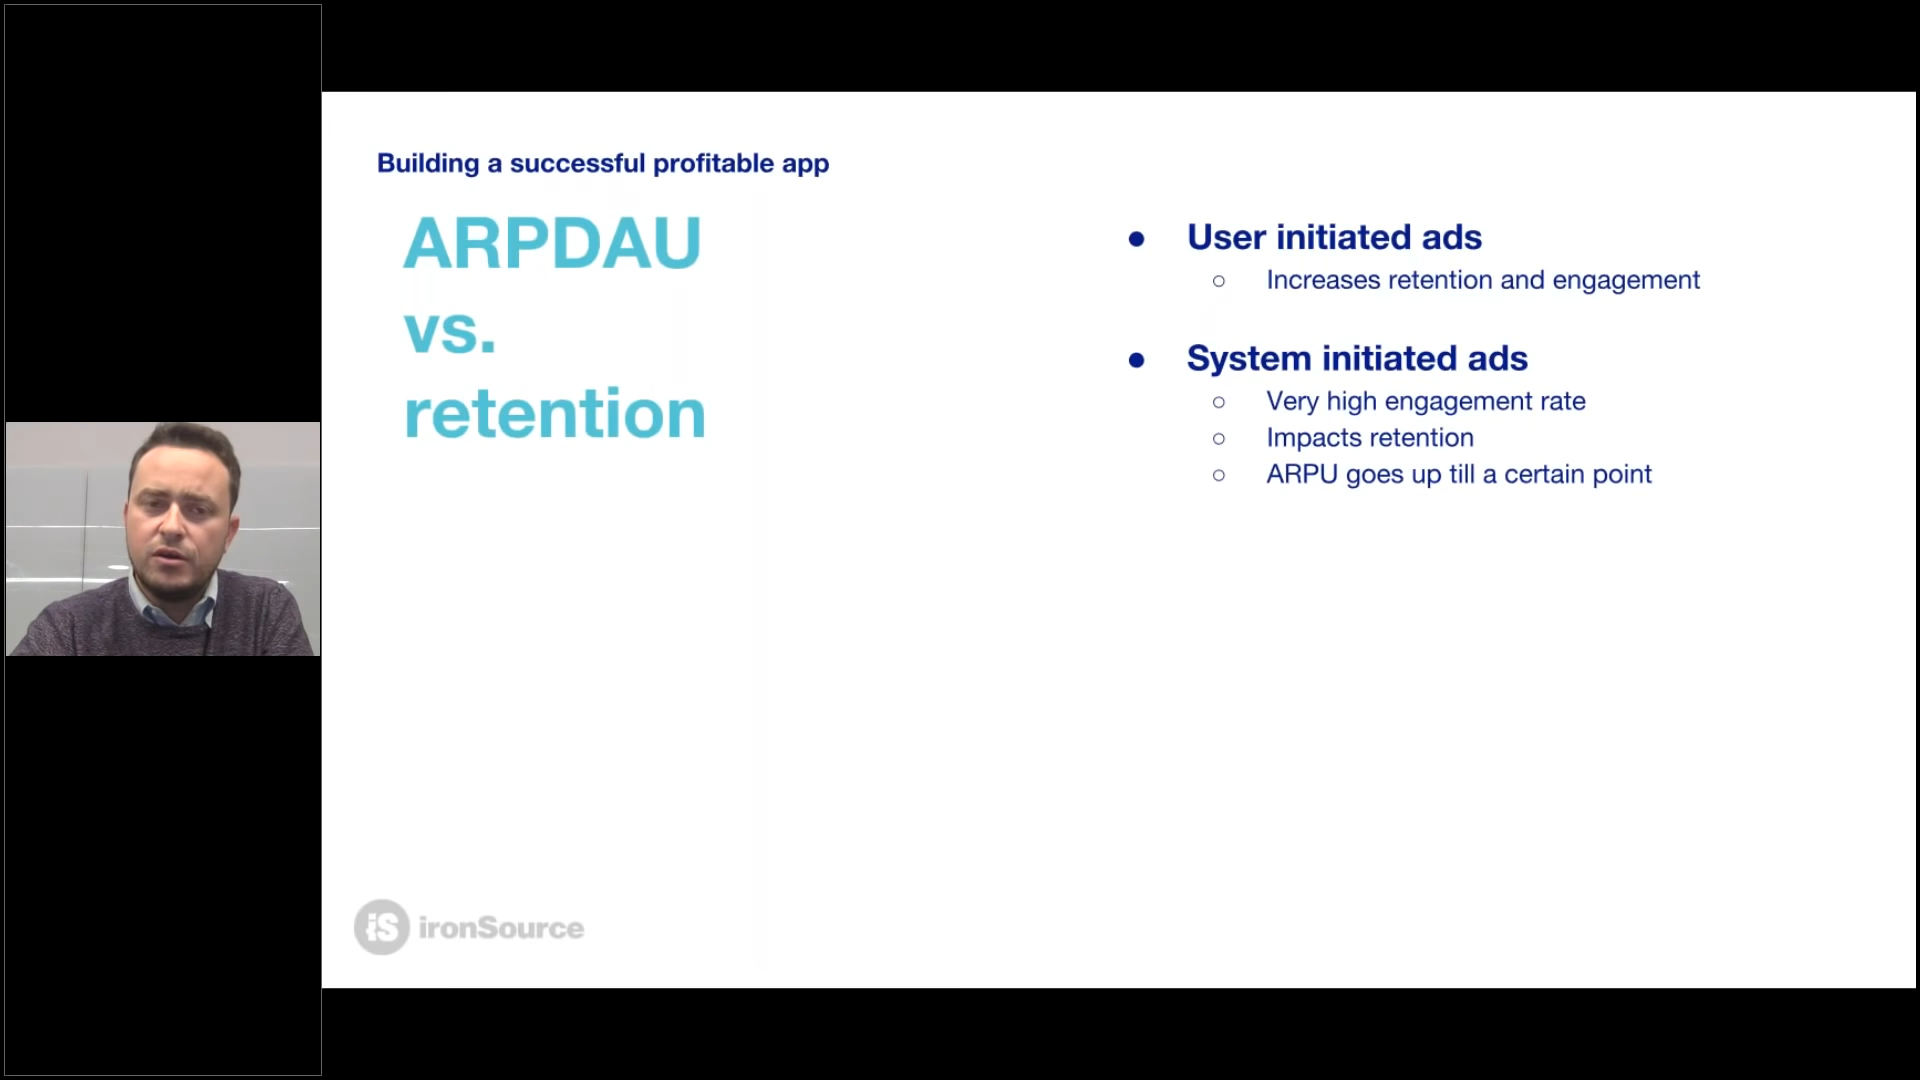 Building a successful profitable app
ARPDAU
vs.
retention
● User initiated ads
○ Increases retention and engagement
● System initiated ads
○ Very high engagement rate
○ Impacts retention
○ ARPU goes up till a certain point
iS ironSource